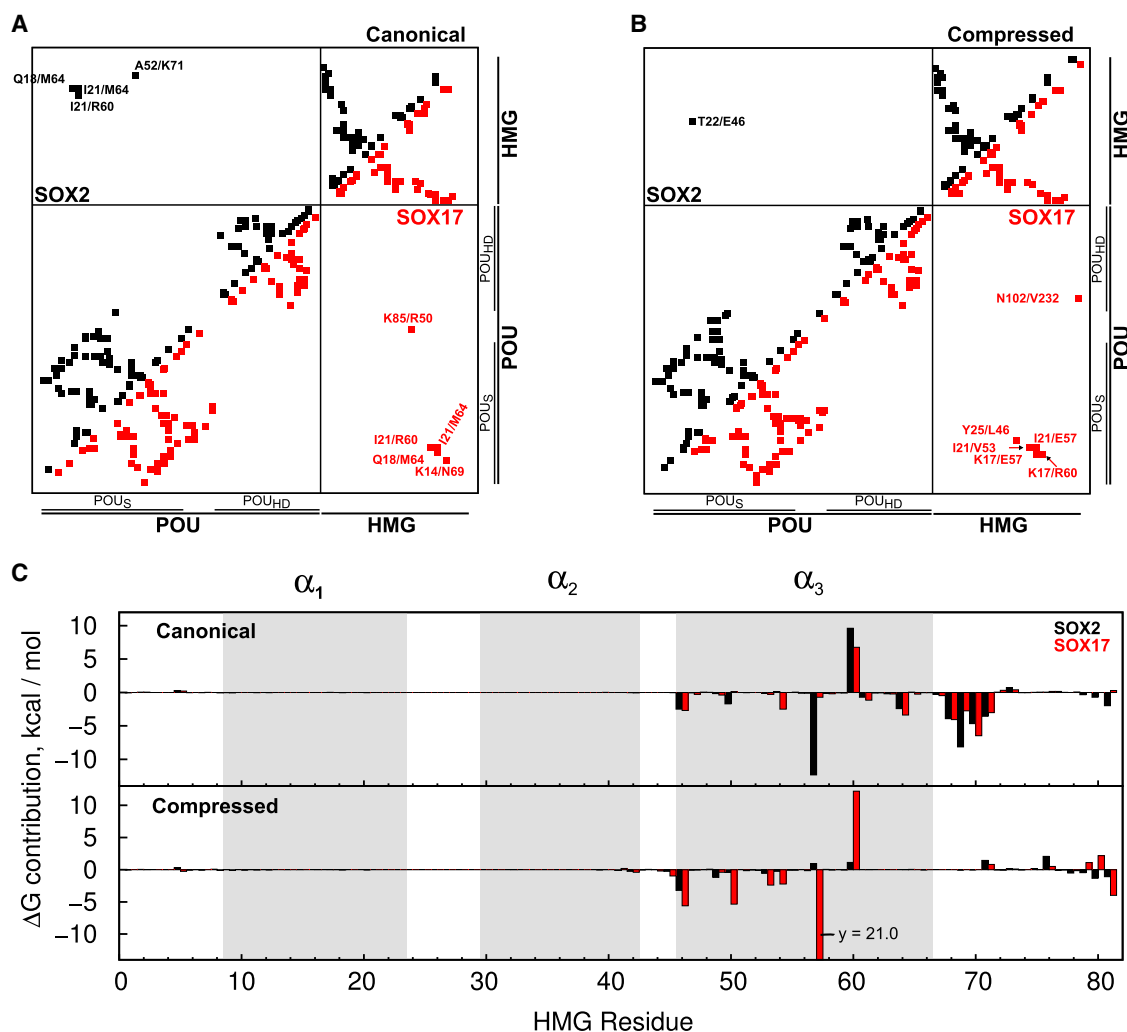 A
Canonical
A52/K71
Q18/M64
I21/M64
I21/R60
SOX2
HMG
SOX17
POUHD
K85/R50
POU
POUS
I21/M64
I21/R60
Q18/M64
K14/N69
POUS
POUHD
POU
HMG
B
Compressed
T22/E46
SOX2
HMG
SOX17
POUHD
N102/V232
POU
POUS
Y25/L46
I21/E57
I21/V53
K17/E57
K17/R60
POUS
POUHD
POU
HMG
C
α1
α2
α3
Canonical
SOX2
SOX17
10
5
0
−5
−10
Compressed
10
5
0
−5
−10
y = 21.0
ΔG contribution, kcal / mol
0 10 20 30 40 50 60 70 80
HMG Residue